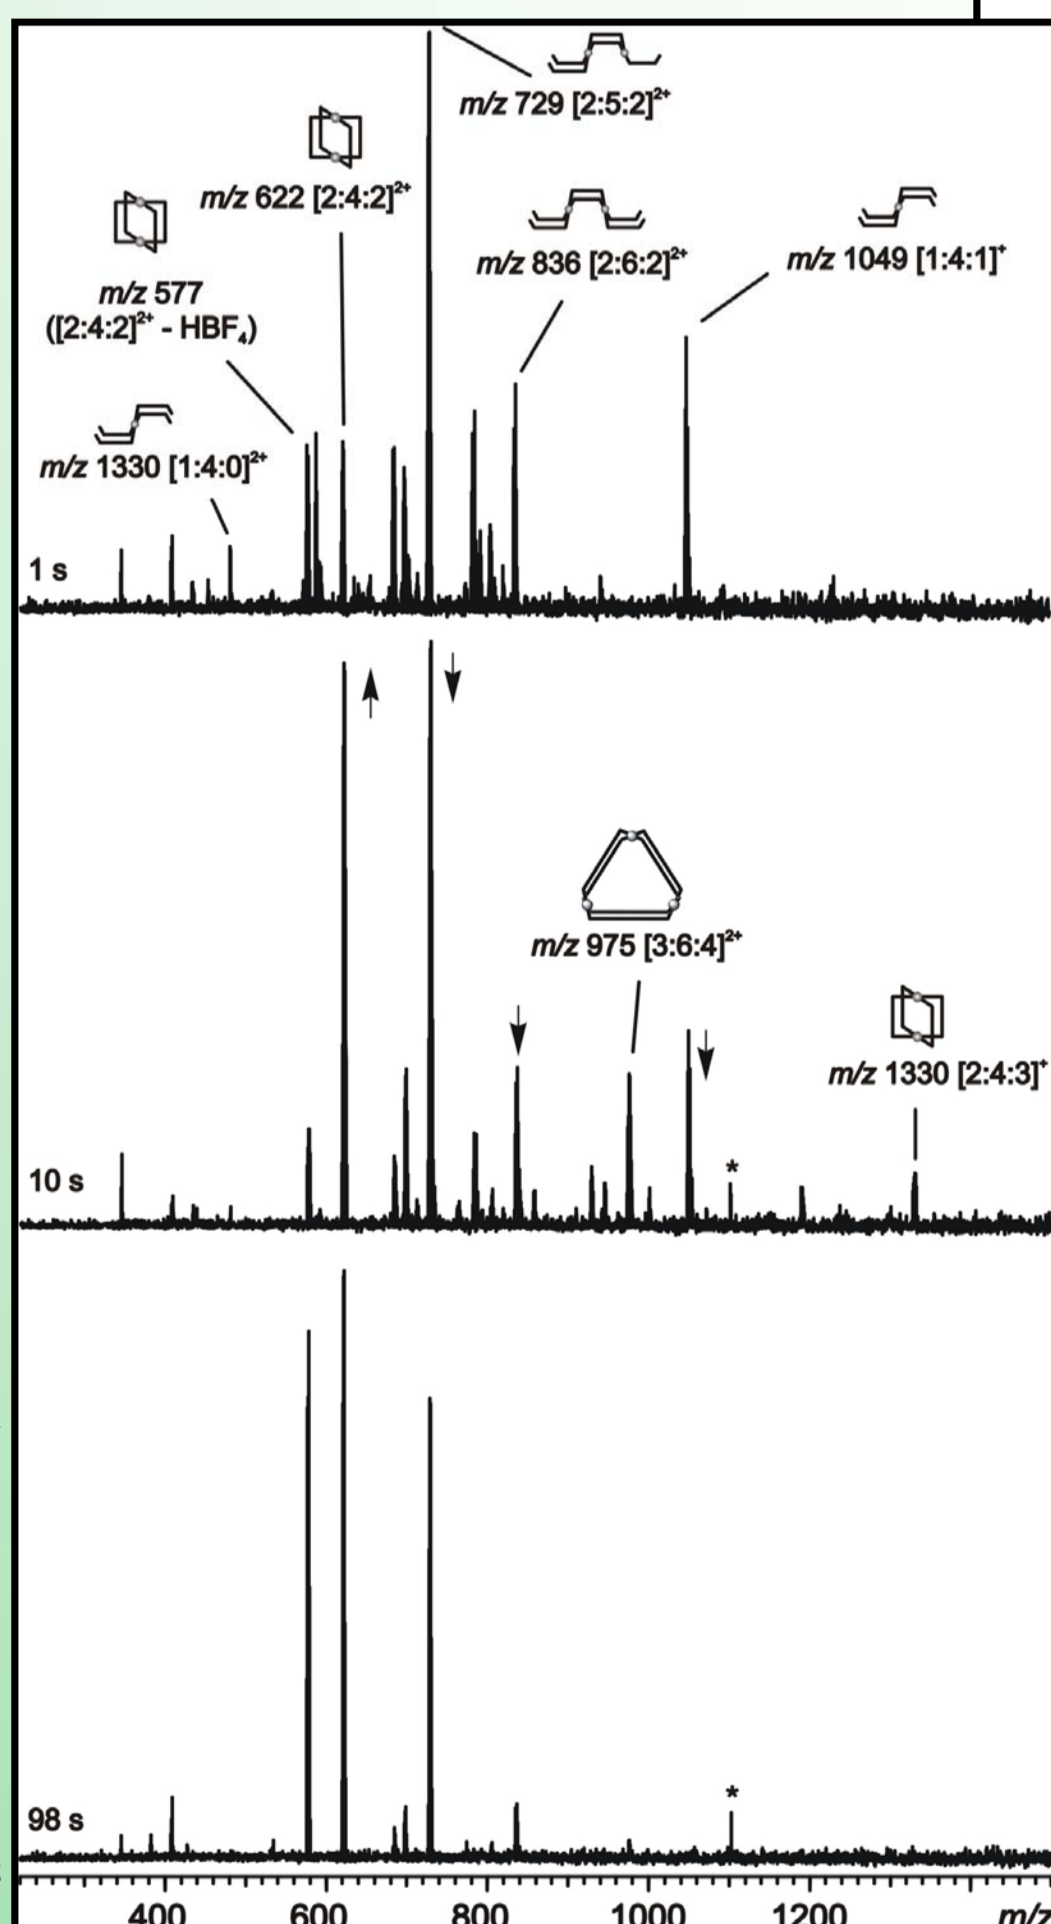 m/z 729 [2:5:2]²⁺
m/z 622 [2:4:2]²⁺
m/z 836 [2:6:2]²⁺
m/z 1049 [1:4:1]⁺
m/z 577
([2:4:2]²⁺ - HBF₄)
m/z 1330 [1:4:0]²⁺
1 s
m/z 975 [3:6:4]²⁺
m/z 1330 [2:4:3]⁺
*
10 s
*
98 s
400 600 800 1000 1200 m/z